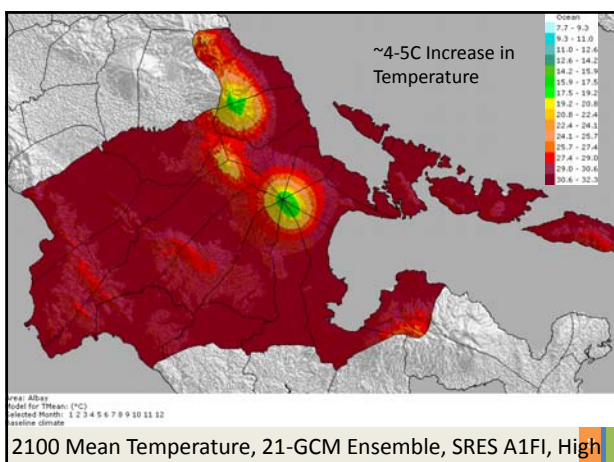 ~4-5C Increase in
Temperature
Ocean
7.7 - 9.3
9.3 - 11.0
11.0 - 12.6
12.6 - 14.2
14.2 - 15.9
15.9 - 17.5
17.5 - 19.2
19.2 - 20.8
20.8 - 22.4
22.4 - 24.1
24.1 - 25.7
25.7 - 27.4
27.4 - 29.0
29.0 - 30.6
30.6 - 32.3
Area: Albay
Model for TMean: (°C)
Selected Month: 1 2 3 4 5 6 7 8 9 10 11 12
Baseline climate
2100 Mean Temperature, 21-GCM Ensemble, SRES A1FI, High